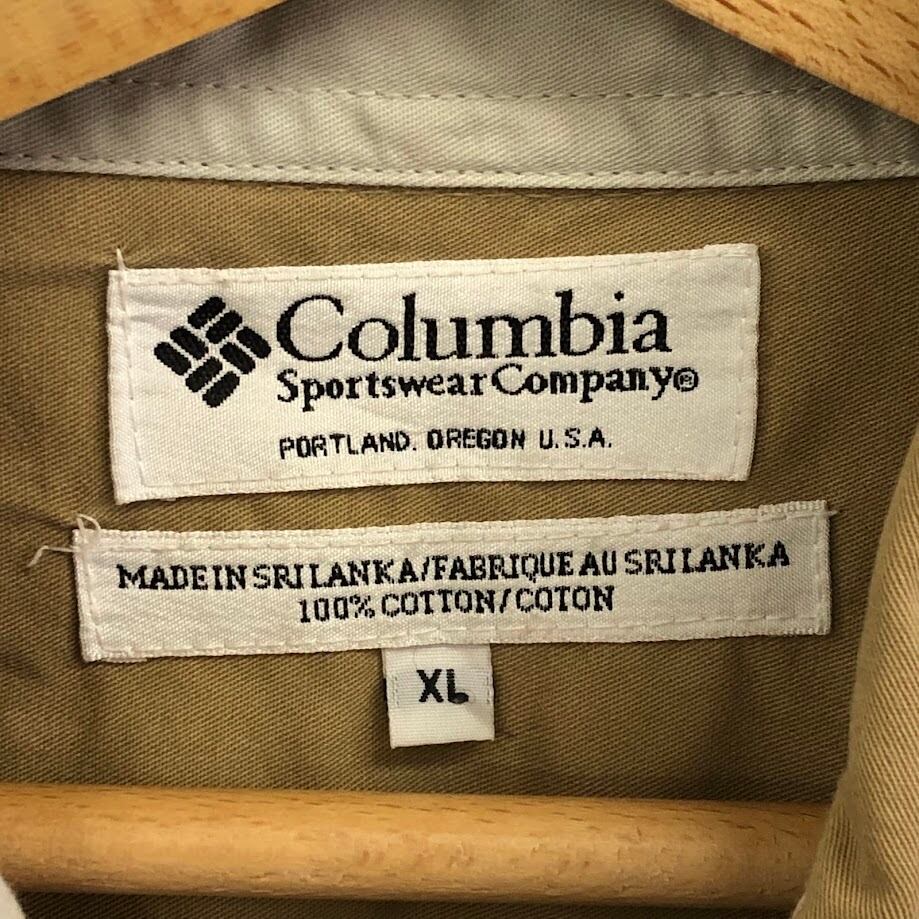 Columbia
Sportswear Company®
PORTLAND. OREGON U.S.A.
MADE IN SRI LANKA/FABRIQUE AU SRI LANKA
100% COTTON/COTON
XL